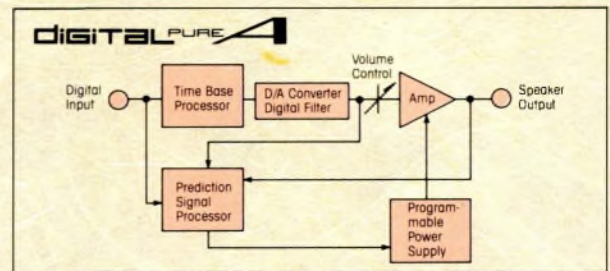 diGiTAL PURE A
Digital
Input
Time Base
Processor
D/A Converter
Digital Filter
Volume
Control
Amp
Speaker
Output
Prediction
Signal
Processor
Program-
mable
Power
Supply